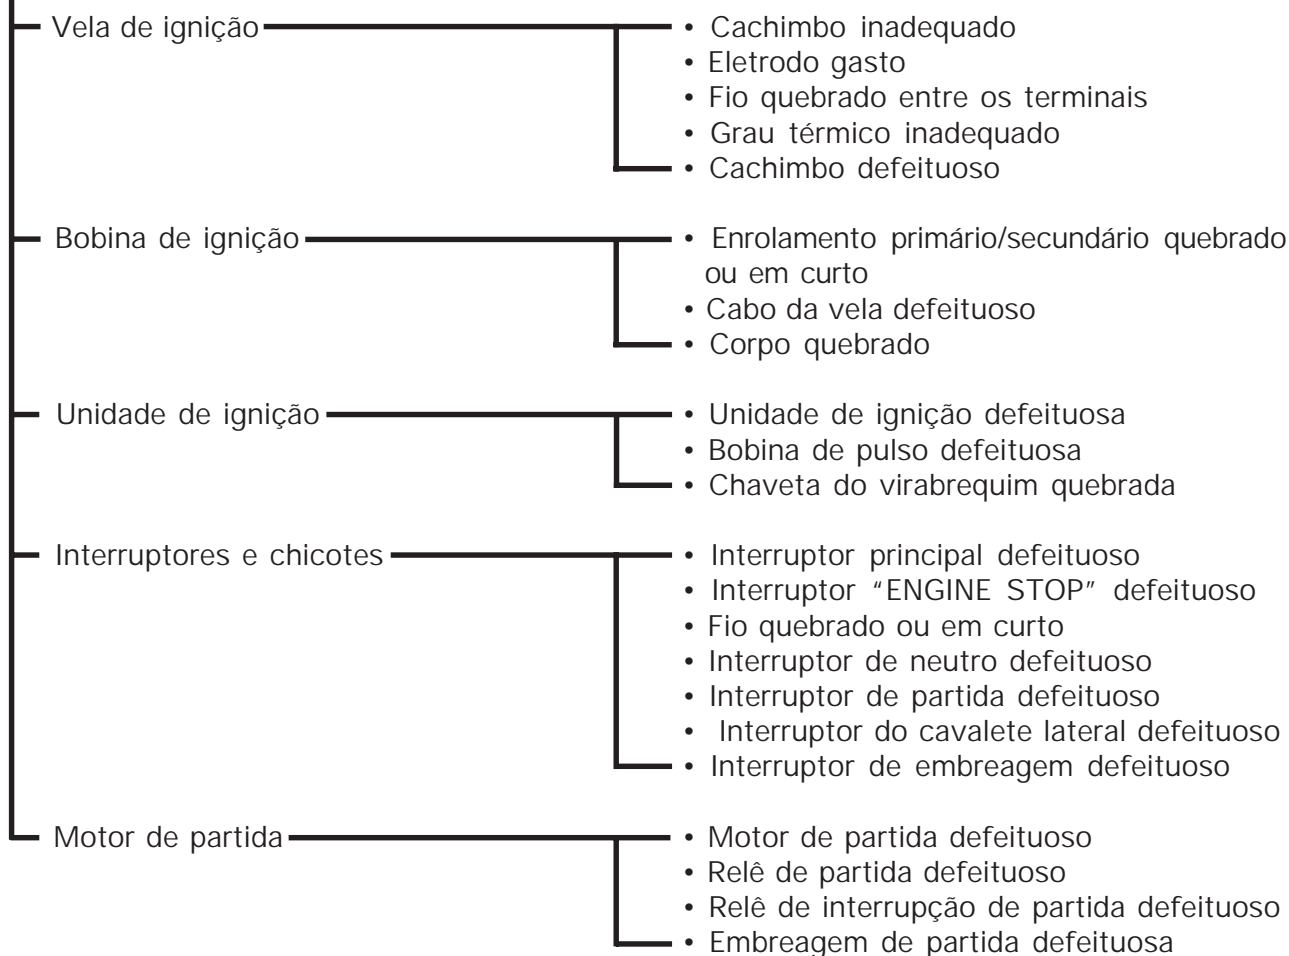 Vela de ignição • Cachimbo inadequado
• Eletrodo gasto
• Fio quebrado entre os terminais
• Grau térmico inadequado
• Cachimbo defeituoso
Bobina de ignição • Enrolamento primário/secundário quebrado
ou em curto
• Cabo da vela defeituoso
• Corpo quebrado
Unidade de ignição • Unidade de ignição defeituosa
• Bobina de pulso defeituosa
• Chaveta do virabrequim quebrada
Interruptores e chicotes • Interruptor principal defeituoso
• Interruptor “ENGINE STOP” defeituoso
• Fio quebrado ou em curto
• Interruptor de neutro defeituoso
• Interruptor de partida defeituoso
• Interruptor do cavalete lateral defeituoso
• Interruptor de embreagem defeituoso
Motor de partida • Motor de partida defeituoso
• Relê de partida defeituoso
• Relê de interrupção de partida defeituoso
• Embreagem de partida defeituosa